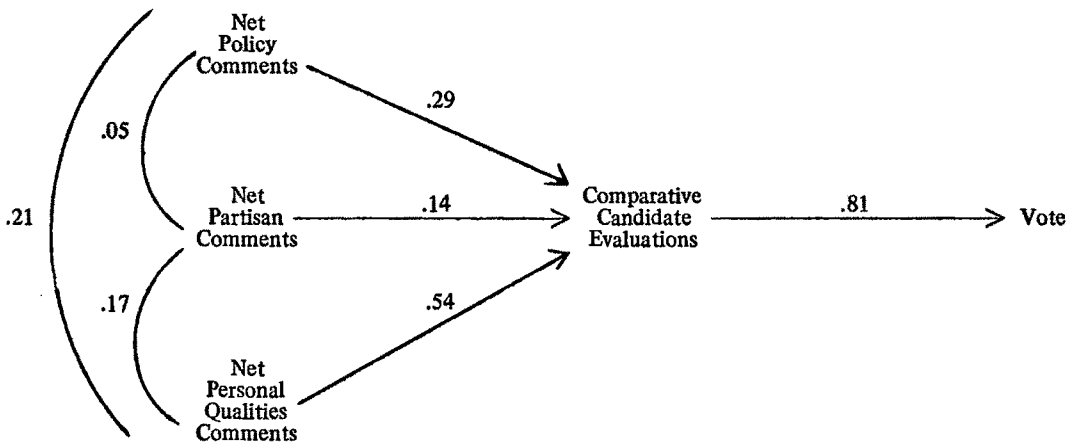 Net
Policy
Comments
.29
.05
Net
Partisan
Comments
.14
Comparative
Candidate
Evaluations
.81
Vote
.21
.17
.54
Net
Personal
Qualities
Comments